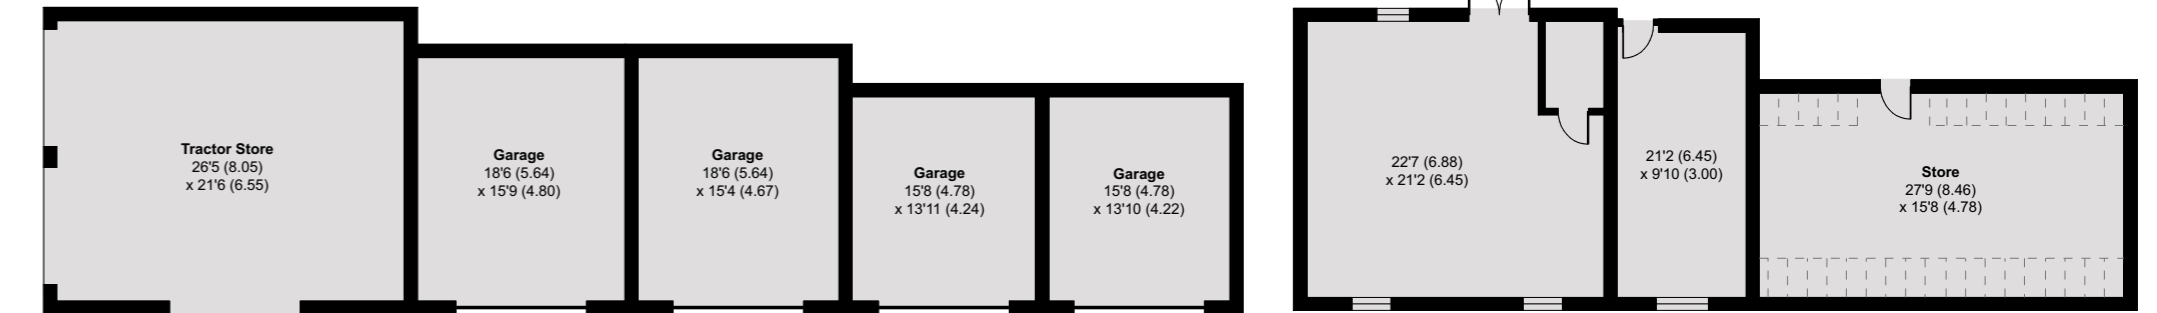 Tractor Store
26'5 (8.05)
x 21'6 (6.55)
Garage
18'6 (5.64)
x 15'9 (4.80)
Garage
18'6 (5.64)
x 15'4 (4.67)
Garage
15'8 (4.78)
x 13'11 (4.24)
Garage
15'8 (4.78)
x 13'10 (4.22)
22'7 (6.88)
x 21'2 (6.45)
21'2 (6.45)
x 9'10 (3.00)
Store
27'9 (8.46)
x 15'8 (4.78)